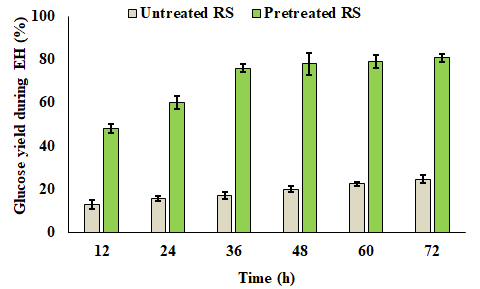 Untreated RS Pretreated RS
Glucose yield during EH (%)
100
80
60
40
20
0
12 24 36 48 60 72
Time (h)